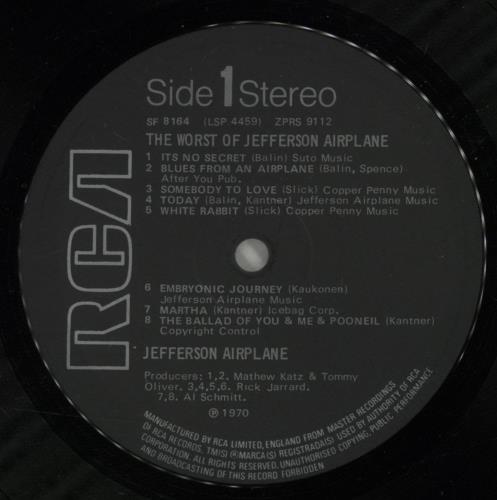 Side 1 Stereo
SF 8164 (LSP 4459) ZPRS 9112
THE WORST OF JEFFERSON AIRPLANE
1 ITS NO SECRET (Balin) Suto Music
2 BLUES FROM AN AIRPLANE (Balin, Spence)
After You Pub.
3 SOMEBODY TO LOVE (Slick) Copper Penny Music
4 TODAY (Balin, Kantner) Jefferson Airplane Music
5 WHITE RABBIT (Slick) Copper Penny Music
RCA
6 EMBRYONIC JOURNEY (Kaukonen)
Jefferson Airplane Music
7 MARTHA (Kantner) Icebag Corp.
8 THE BALLAD OF YOU & ME & POONEIL (Kantner)
Copyright Control
JEFFERSON AIRPLANE
Producers: 1,2. Mathew Katz & Tommy
Oliver. 3,4,5,6. Rick Jarrard.
7,8. Al Schmitt.
℗ 1970
MANUFACTURED BY RCA LIMITED, ENGLAND FROM MASTER RECORDINGS
OF RCA RECORDS, TM(S) ® MARCA(S) REGISTRADA(S) USED BY AUTHORITY OF RCA
CORPORATION. ALL RIGHTS RESERVED. UNAUTHORISED COPYING, PUBLIC PERFORMANCE
AND BROADCASTING OF THIS RECORD FORBIDDEN